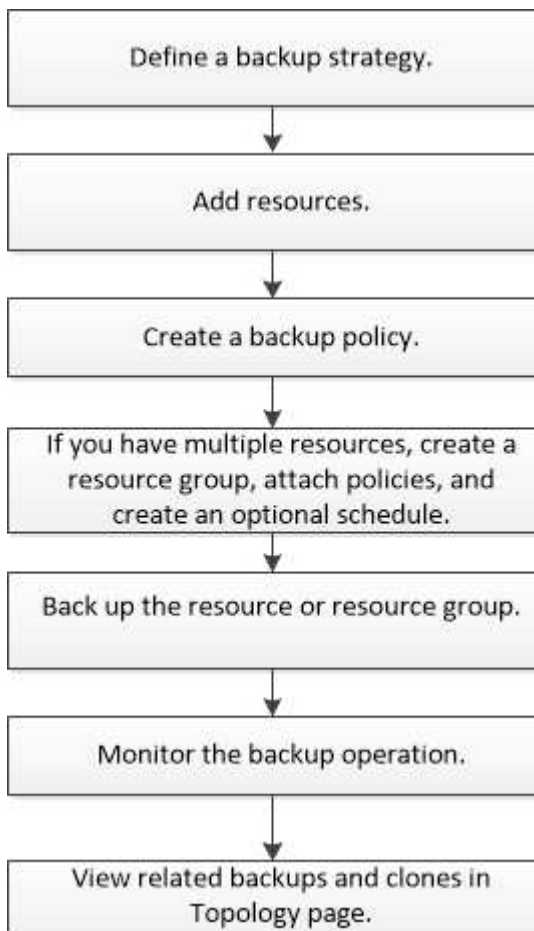 Define a backup strategy.
Add resources.
Create a backup policy.
If you have multiple resources, create a
resource group, attach policies, and
create an optional schedule.
Back up the resource or resource group.
Monitor the backup operation.
View related backups and clones in
Topology page.